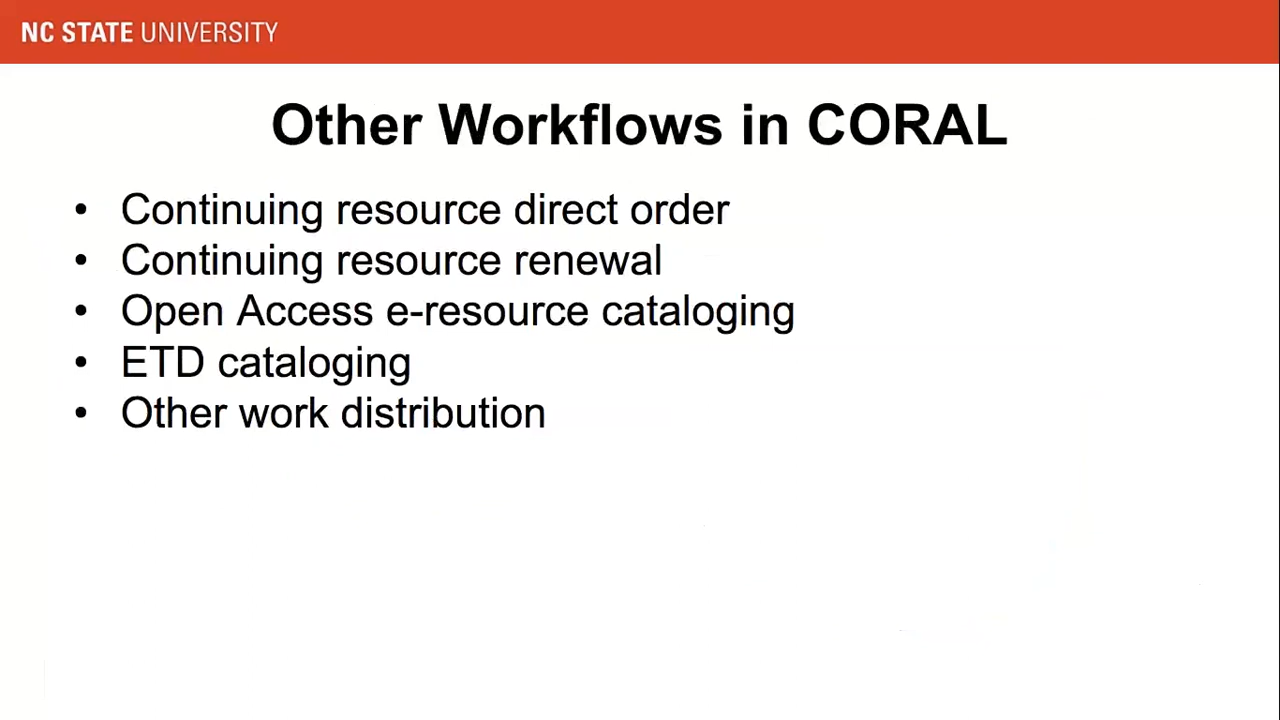 NC STATE UNIVERSITY
Other Workflows in CORAL
• Continuing resource direct order
• Continuing resource renewal
• Open Access e-resource cataloging
• ETD cataloging
• Other work distribution